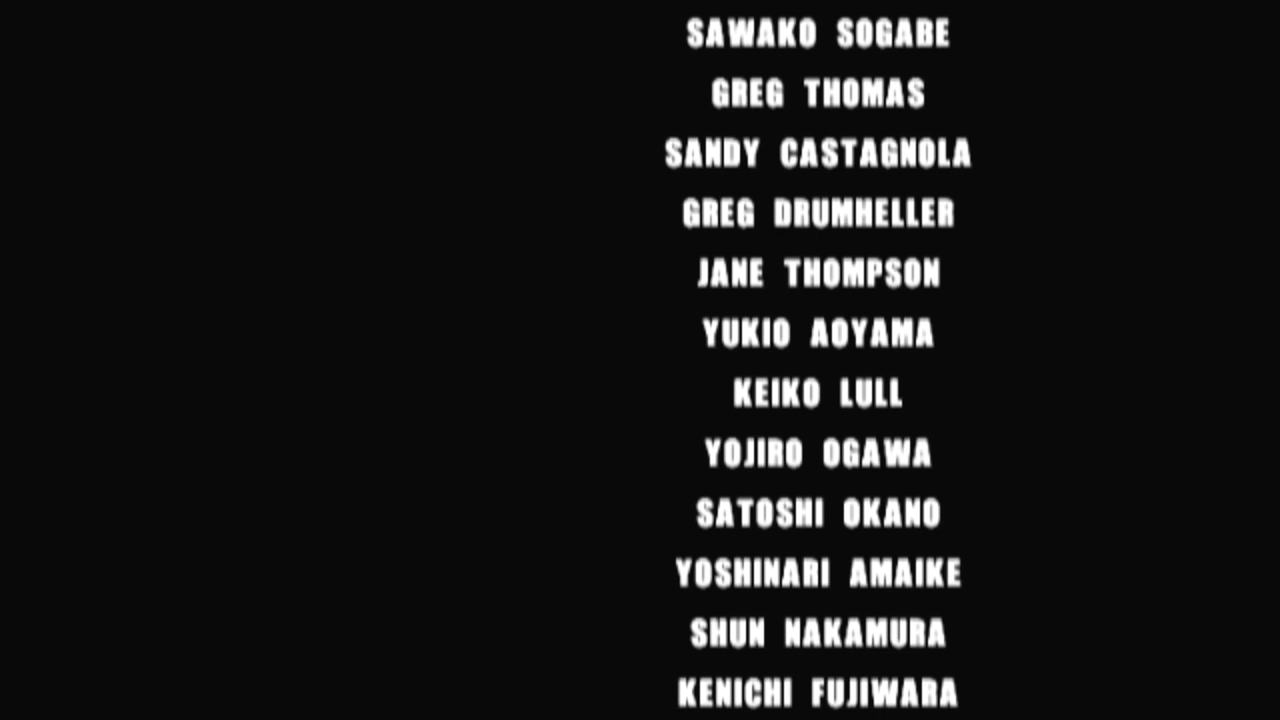 SAWAKO SOGABE
GREG THOMAS
SANDY CASTAGNOLA
GREG DRUMHELLER
JANE THOMPSON
YUKIO AOYAMA
KEIKO LULL
YOJIRO OGAWA
SATOSHI OKANO
YOSHINARI AMAIKE
SHUN NAKAMURA
KENICHI FUJIWARA